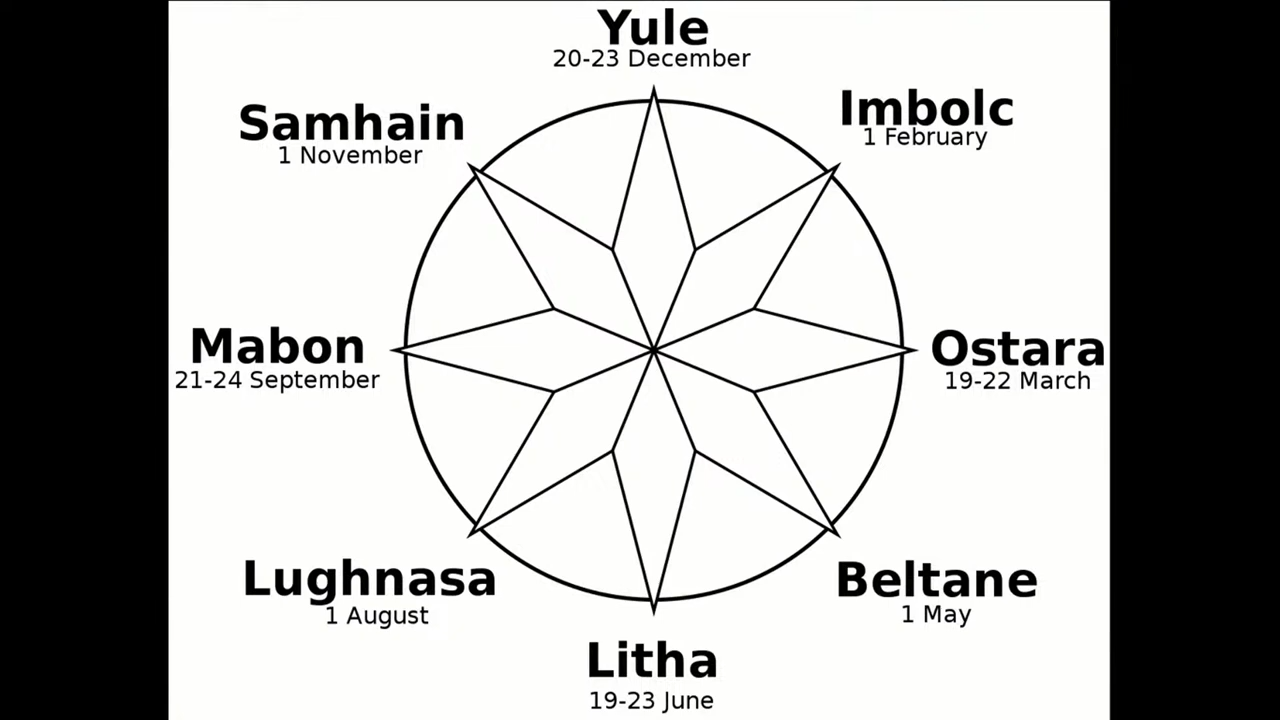 Yule
20-23 December
Imbolc
1 February
Samhain
1 November
Mabon
21-24 September
Ostara
19-22 March
Lughnasa
1 August
Beltane
1 May
Litha
19-23 June